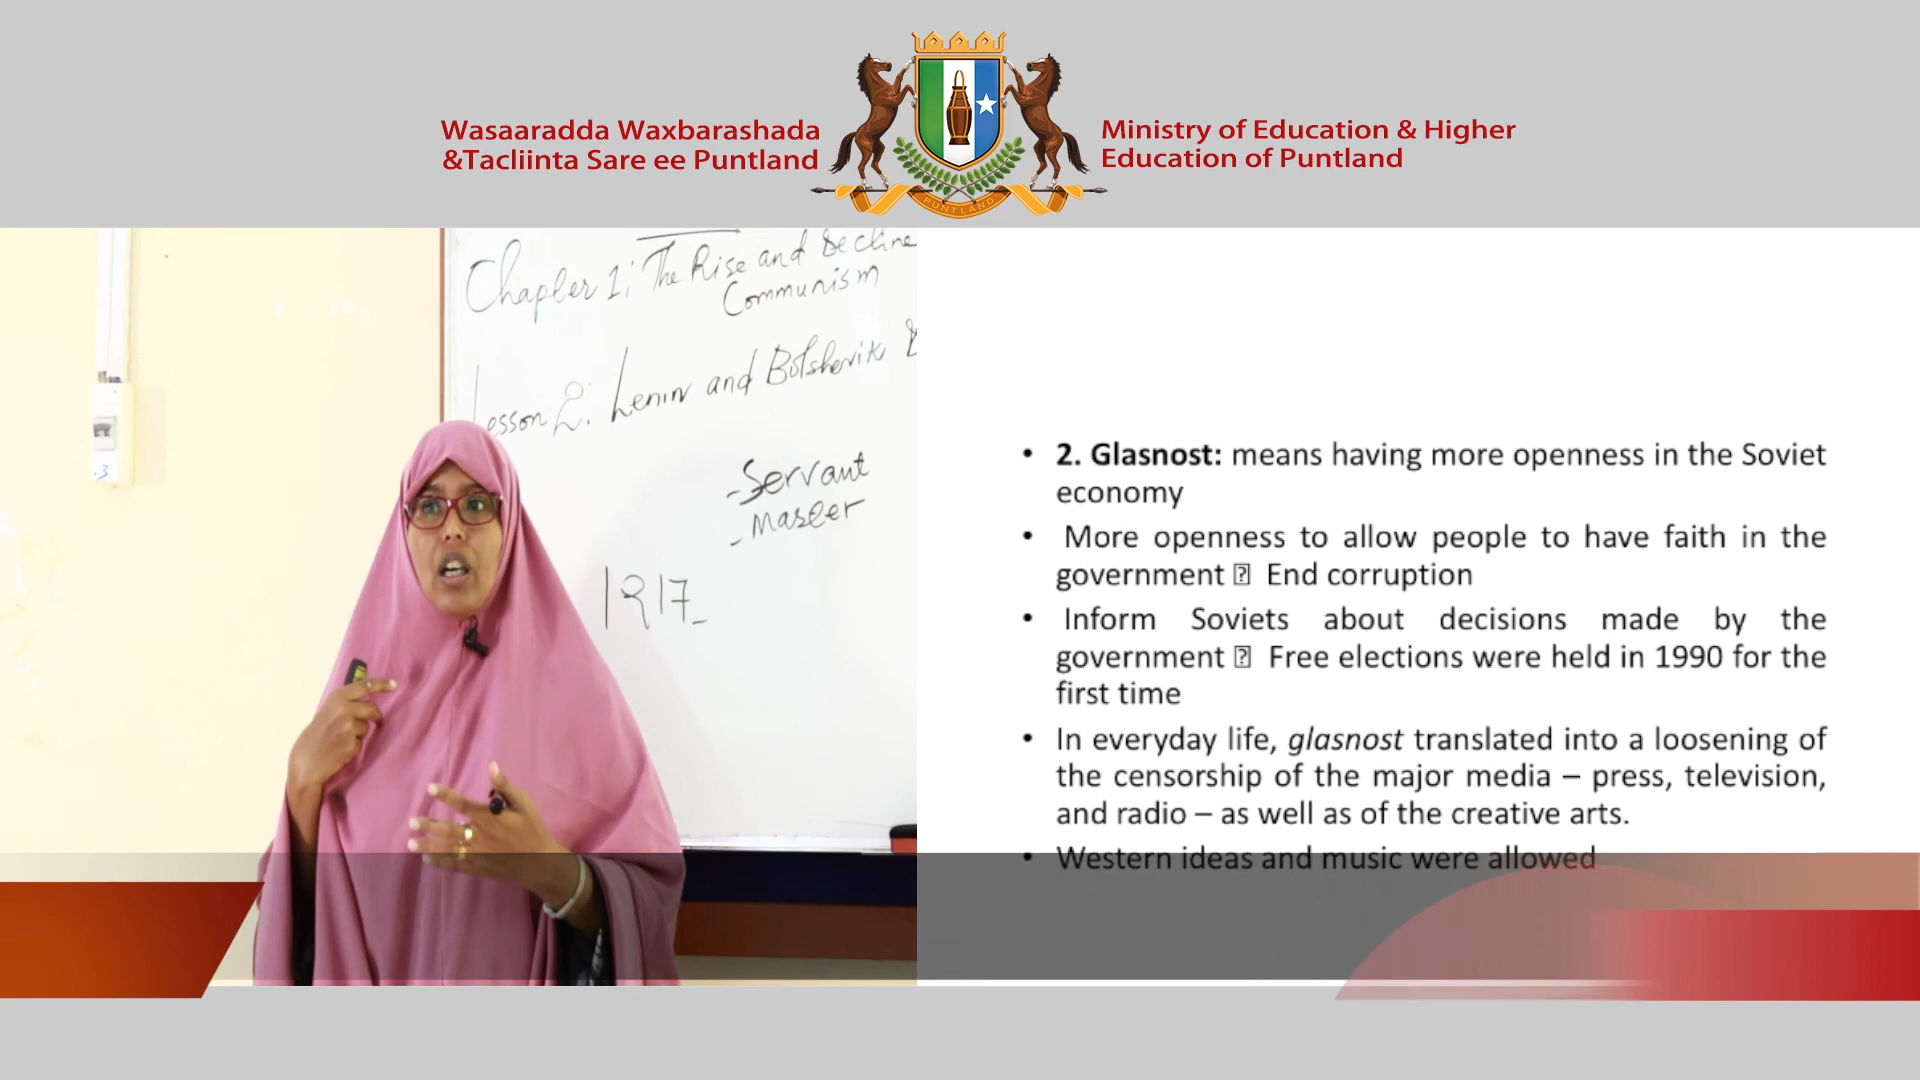 Wasaaradda Waxbarashada
&Tacliinta Sare ee Puntland
PUNTLAND
Ministry of Education & Higher
Education of Puntland
Chapter 1; The Rise and Decline
Communism
Lesson 2: Lenin and Bolshevik
-Servant
-Master
1917-
.3
• 2. Glasnost: means having more openness in the Soviet
economy
• More openness to allow people to have faith in the
government ⍰ End corruption
• Inform Soviets about decisions made by the
government ⍰ Free elections were held in 1990 for the
first time
• In everyday life, glasnost translated into a loosening of
the censorship of the major media – press, television,
and radio – as well as of the creative arts.
• Western ideas and music were allowed